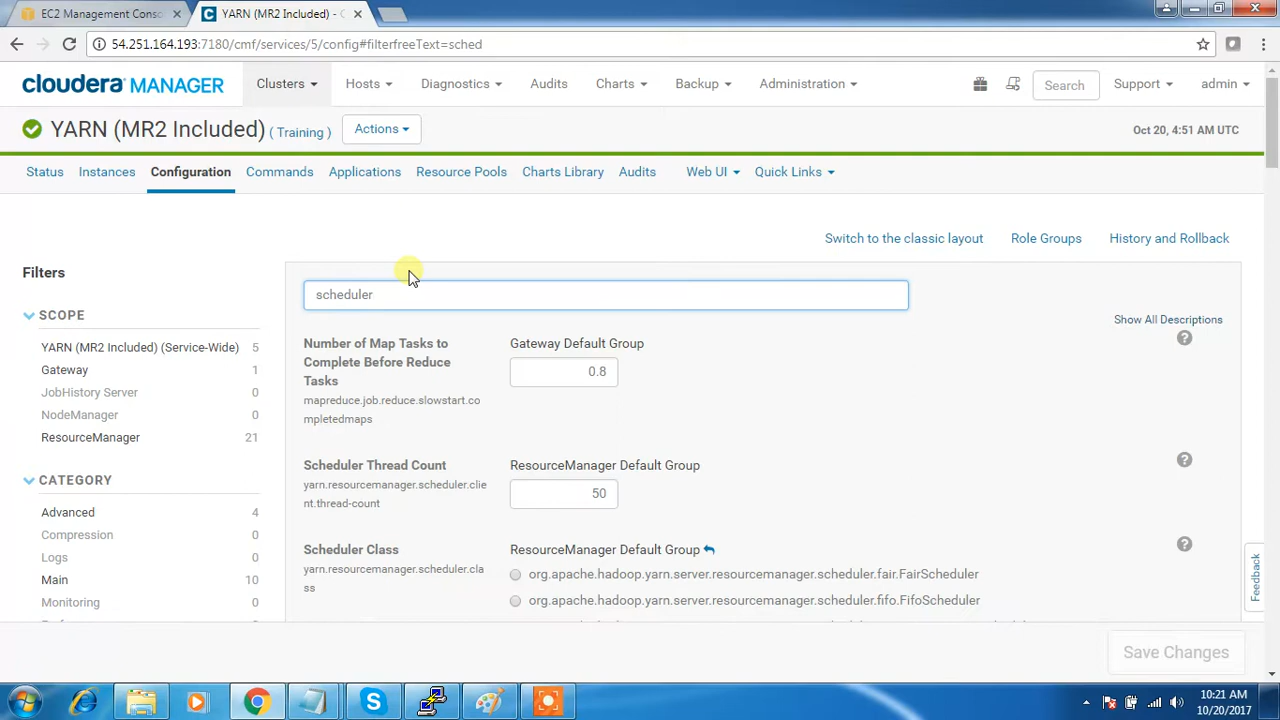 EC2 Management Consc
YARN (MR2 Included) - C
54.251.164.193:7180/cmf/services/5/config#filterfreeText=sched
cloudera MANAGER
Clusters
Hosts
Diagnostics
Audits
Charts
Backup
Administration
Search
Support
admin
YARN (MR2 Included) ( Training )
Actions
Oct 20, 4:51 AM UTC
Status
Instances
Configuration
Commands
Applications
Resource Pools
Charts Library
Audits
Web UI
Quick Links
Switch to the classic layout
Role Groups
History and Rollback
Filters
SCOPE
YARN (MR2 Included) (Service-Wide) 5
Gateway 1
JobHistory Server 0
NodeManager 0
ResourceManager 21
CATEGORY
Advanced 4
Compression 0
Logs 0
Main 10
Monitoring 0
scheduler
Show All Descriptions
Number of Map Tasks to
Complete Before Reduce
Tasks
mapreduce.job.reduce.slowstart.co
mpletedmaps
Gateway Default Group
0.8
Scheduler Thread Count
yarn.resourcemanager.scheduler.clie
nt.thread-count
ResourceManager Default Group
50
Scheduler Class
yarn.resourcemanager.scheduler.cla
ss
ResourceManager Default Group
org.apache.hadoop.yarn.server.resourcemanager.scheduler.fair.FairScheduler
org.apache.hadoop.yarn.server.resourcemanager.scheduler.fifo.FifoScheduler
Feedback
Save Changes
10:21 AM
10/20/2017